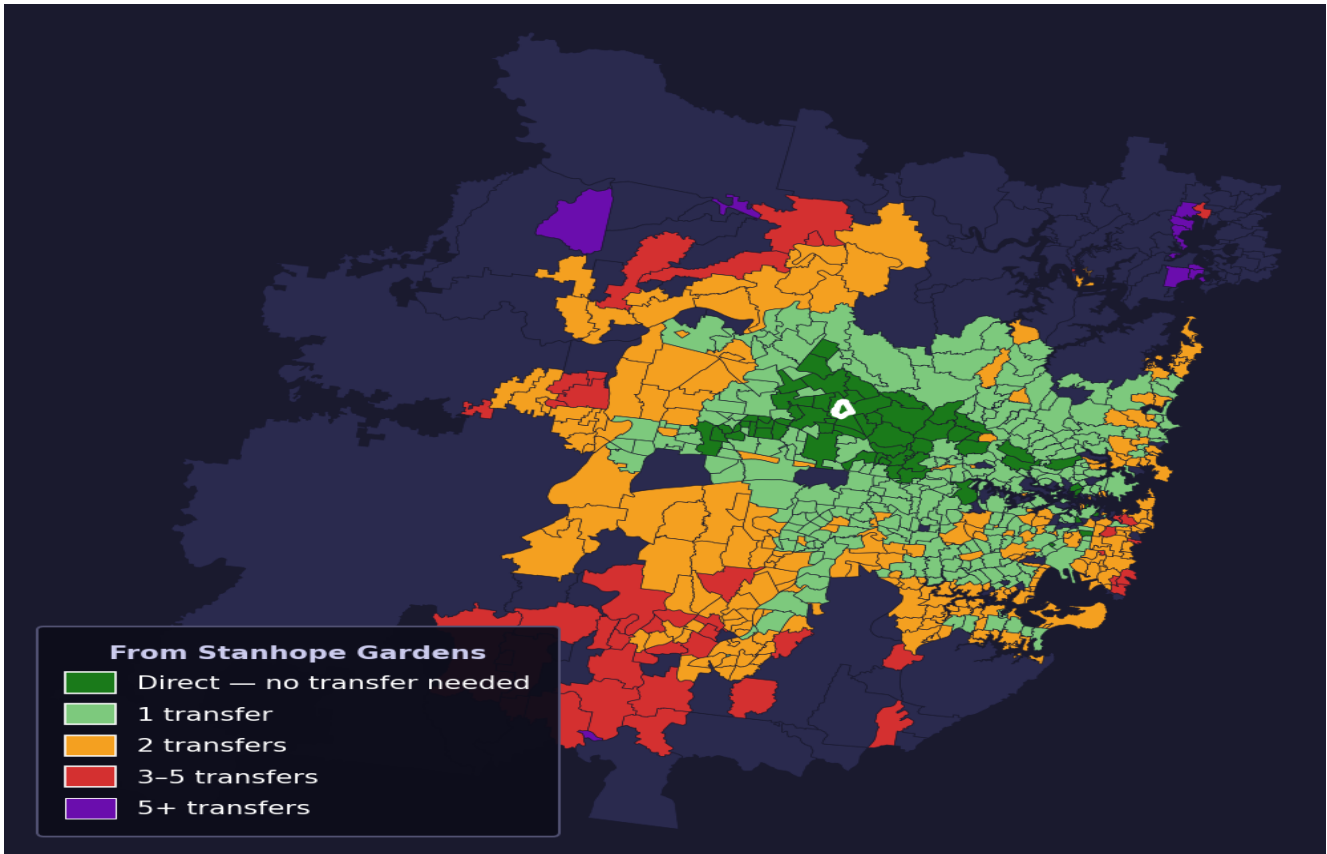 From Stanhope Gardens
Direct — no transfer needed
1 transfer
2 transfers
3–5 transfers
5+ transfers